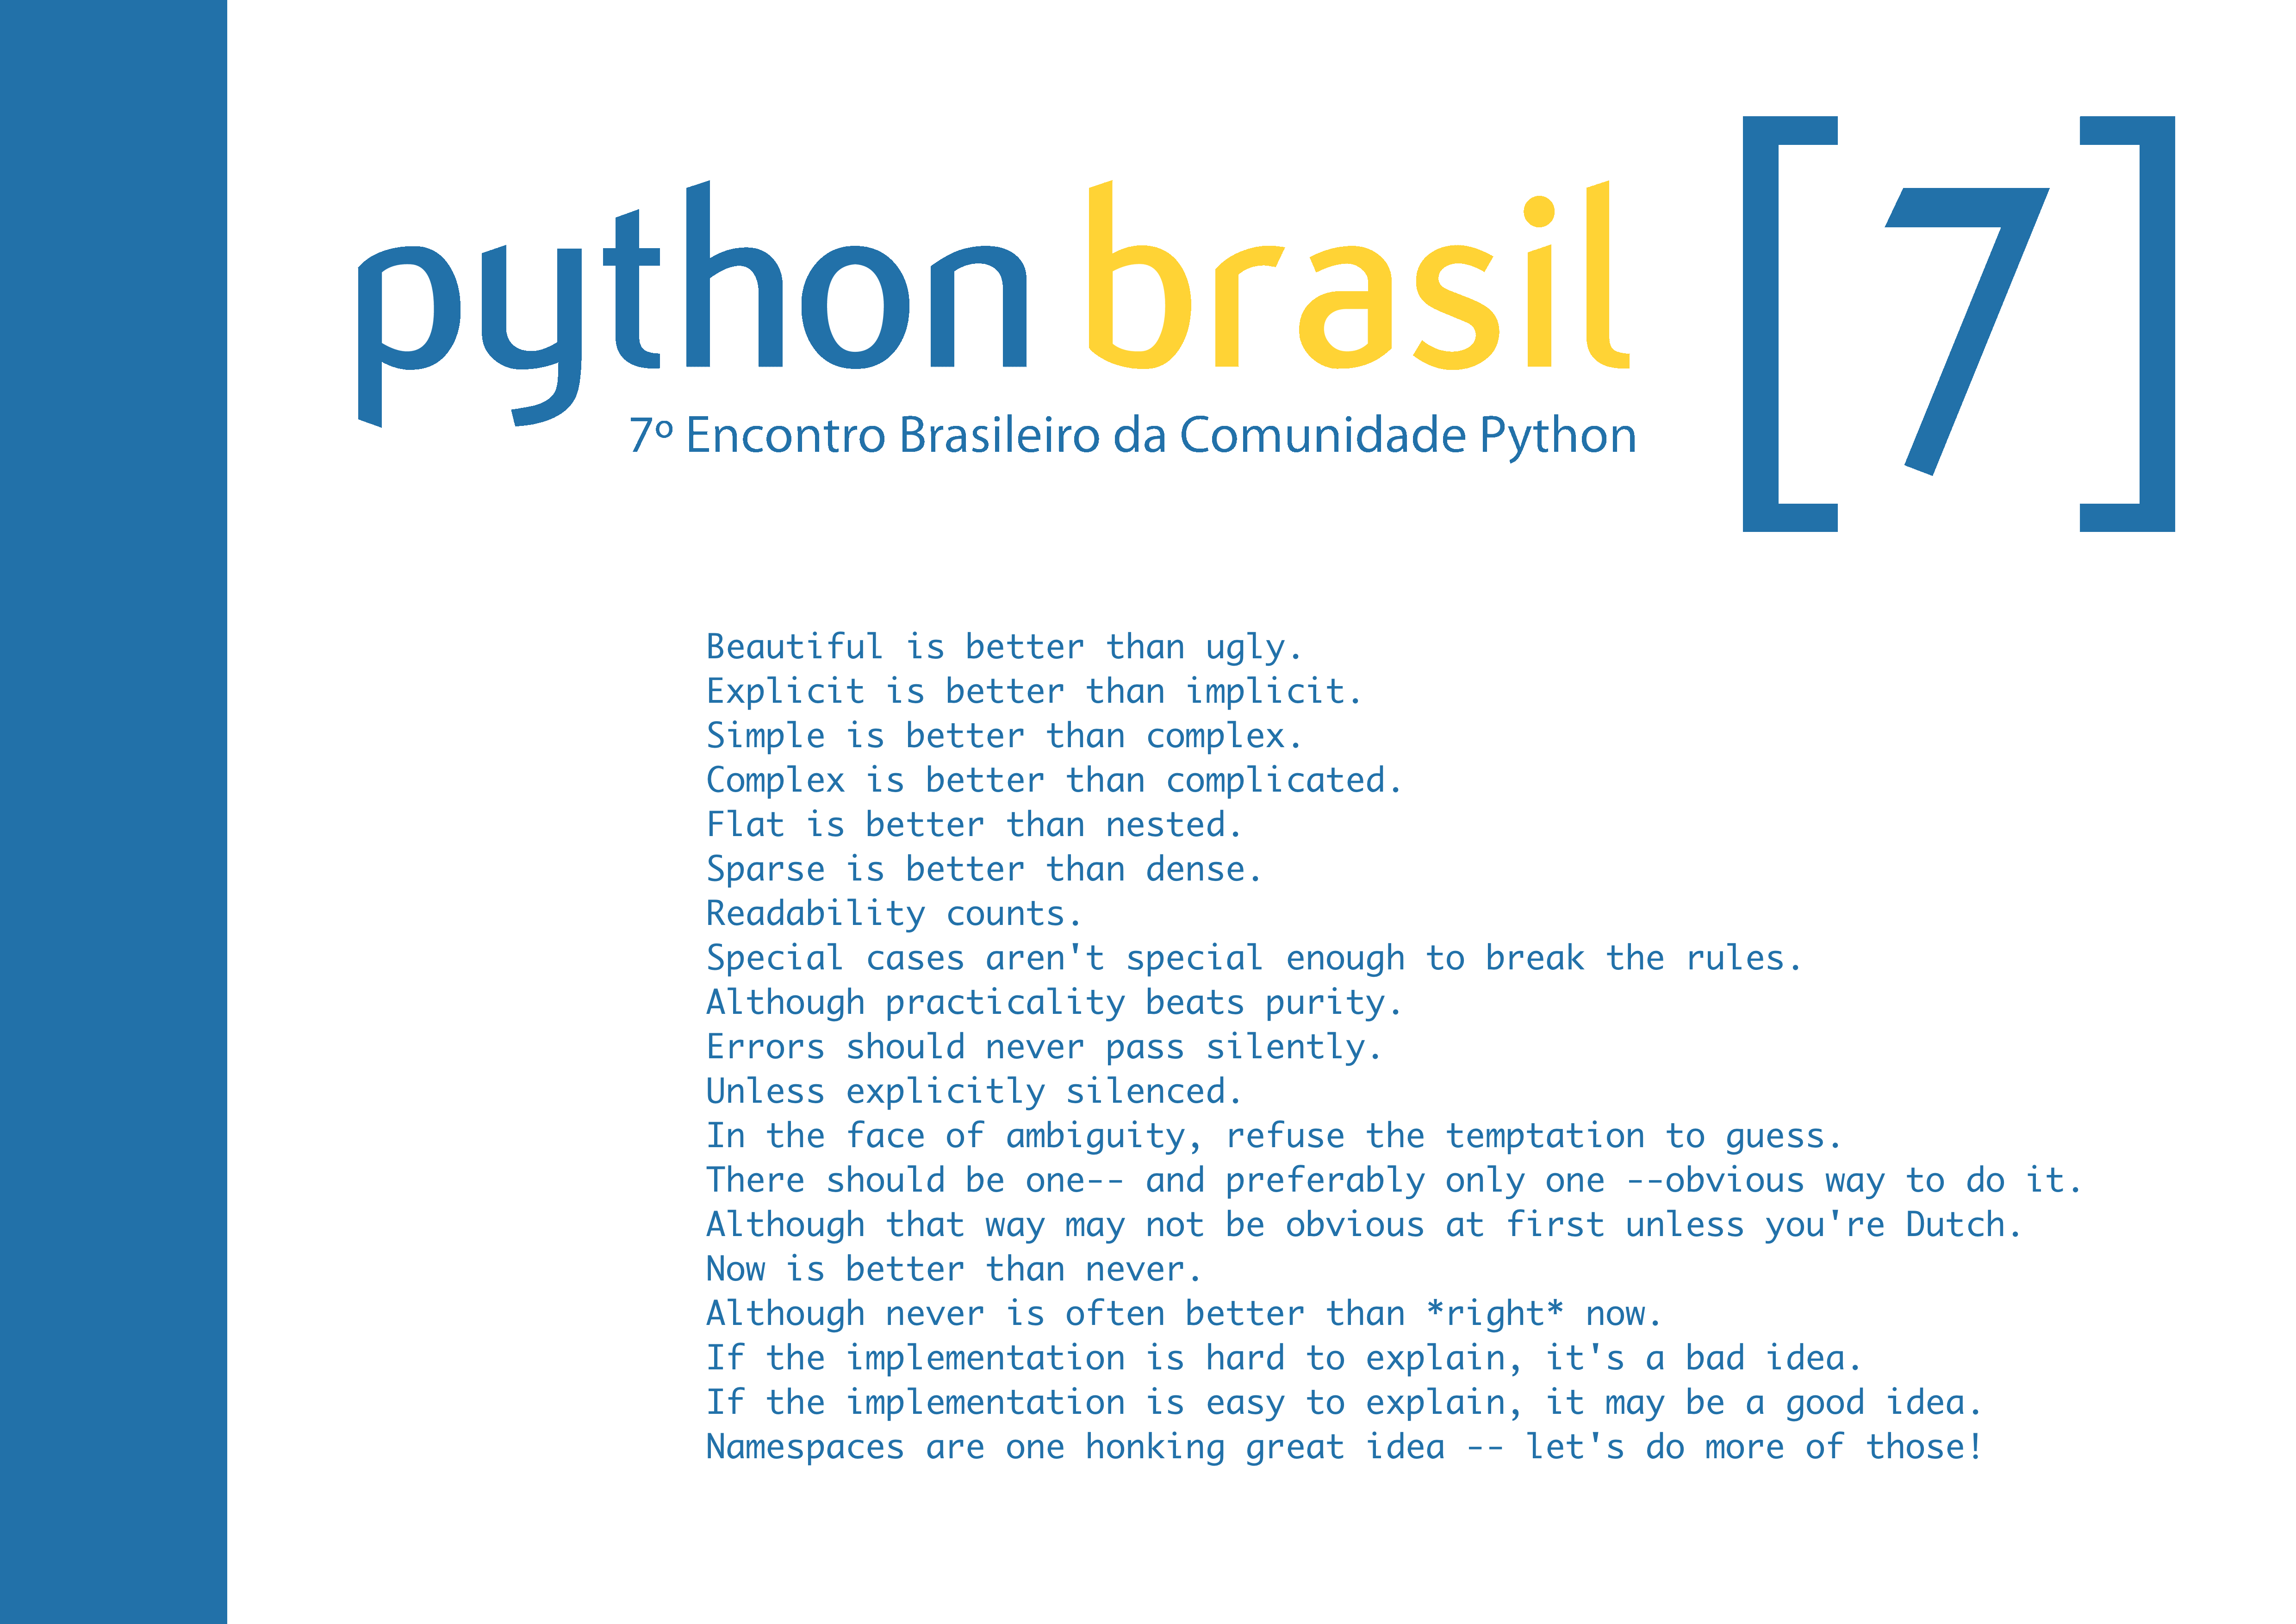 python brasil [7]
7º Encontro Brasileiro da Comunidade Python
Beautiful is better than ugly.
Explicit is better than implicit.
Simple is better than complex.
Complex is better than complicated.
Flat is better than nested.
Sparse is better than dense.
Readability counts.
Special cases aren't special enough to break the rules.
Although practicality beats purity.
Errors should never pass silently.
Unless explicitly silenced.
In the face of ambiguity, refuse the temptation to guess.
There should be one-- and preferably only one --obvious way to do it.
Although that way may not be obvious at first unless you're Dutch.
Now is better than never.
Although never is often better than *right* now.
If the implementation is hard to explain, it's a bad idea.
If the implementation is easy to explain, it may be a good idea.
Namespaces are one honking great idea -- let's do more of those!